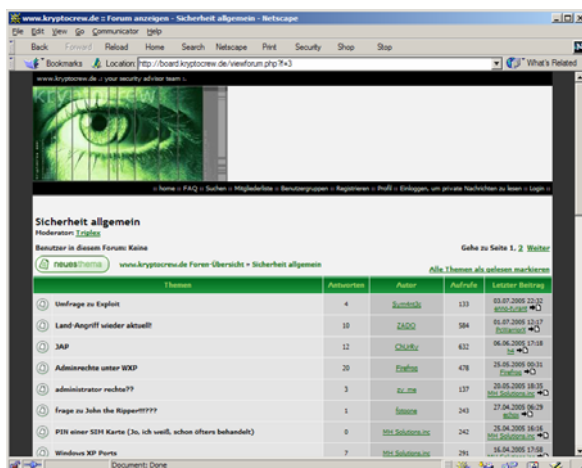 www.kryptocrew.de :: Forum anzeigen - Sicherheit allgemein - Netscape
File Edit View Go Communicator Help
Back Forward Reload Home Search Netscape Print Security Shop Stop
Bookmarks Location: http://board.kryptocrew.de/viewforum.php?f=3 What's Related
www.kryptocrew.de .: your security advisor team :.
KRYPTOCREW
:: home :: FAQ :: Suchen :: Mitgliederliste :: Benutzergruppen :: Registrieren :: Profil :: Einloggen, um private Nachrichten zu lesen :: Login ::
Sicherheit allgemein
Moderator: Triplex
Benutzer in diesem Forum: Keine
Gehe zu Seite 1, 2 Weiter
neuesthema www.kryptocrew.de Foren-Übersicht » Sicherheit allgemein
Alle Themen als gelesen markieren
Themen Antworten Autor Aufrufe Letzter Beitrag
Umfrage zu Exploit 4 133 03.07.2005 22:32
Land-Angriff wieder aktuell! 10 ZADO 584 01.07.2005 12:17
JAP 12 632 06.06.2005 17:18
Adminrechte unter WXP 20 Firefrog 478 25.05.2005 00:31
Firefrog
administrator rechte?? 3 zy_me 137 20.05.2005 18:35
MH Solutions.inc
frage zu John the Ripper!!!??? 1 243 27.04.2005 06:29
PIN einer SIM Karte (Jo, ich weiß, schon öfters behandelt) 0 MH Solutions.inc 242 25.04.2005 16:16
MH Solutions.inc
Windows XP Ports 7 MH Solutions.inc 291 16.04.2005 17:58
Document: Done